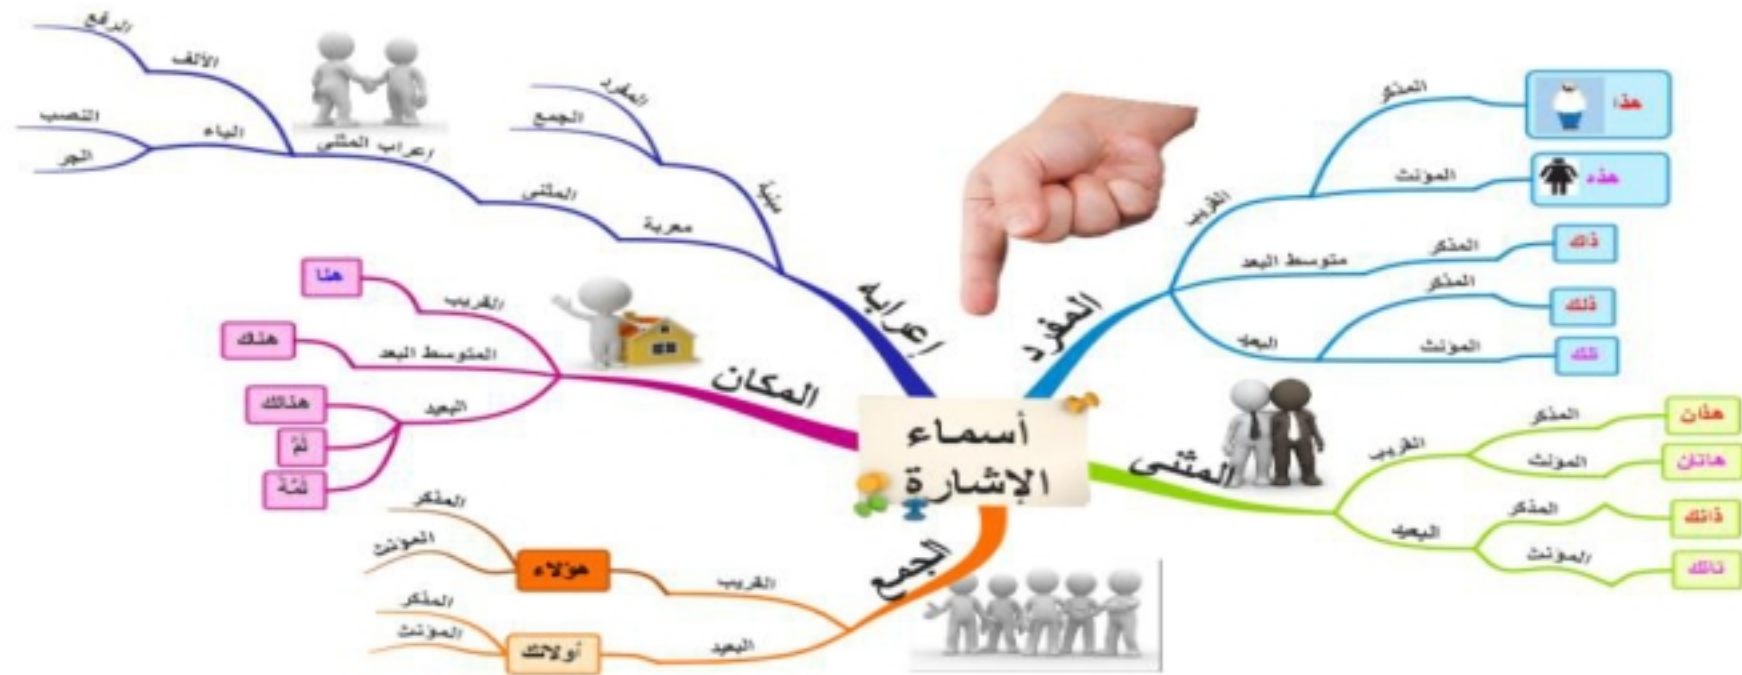 أسماء
الإشارة
المفرد
القريب
المذكر
هذا
المؤنث
هذه
متوسط البعد
المذكر
ذاك
البعيد
المذكر
ذلك
المؤنث
تلك
المثنى
القريب
المذكر
هذان
المؤنث
هاتان
البعيد
المذكر
ذانك
المؤنث
تانك
الجمع
القريب
هؤلاء
المذكر
المؤنث
البعيد
أولائك
المذكر
المؤنث
المكان
القريب
هنا
المتوسط البعد
هناك
البعيد
هنالك
ثمَّ
ثمَّة
إعرابه
مبنية
المفرد
الجمع
معربة
المثنى
إعراب المثنى
الألف
الرفع
الياء
النصب
الجر